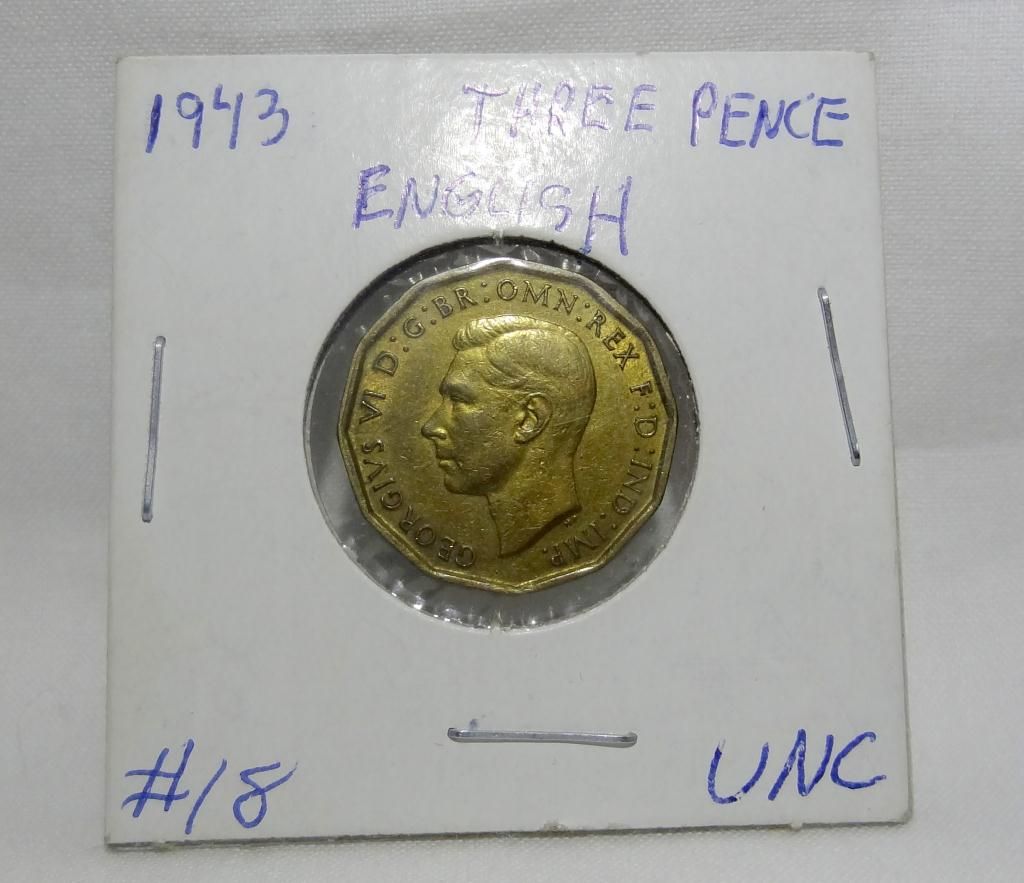 1943 THREE PENCE
ENGLISH
GEORGIVS VI D:G:BR:OMN:REX F:D:IND:IMP.
#18 UNC